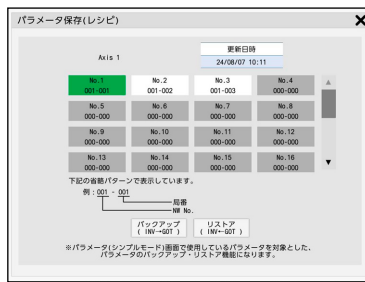 パラメータ保存(レシピ)
更新日時
Axis 1
24/08/07 10:11
No.1 No.2 No.3 No.4
001-001 001-002 001-003 000-000
No.5 No.6 No.7 No.8
000-000 000-000 000-000 000-000
No.9 No.10 No.11 No.12
000-000 000-000 000-000 000-000
No.13 No.14 No.15 No.16
000-000 000-000 000-000 000-000
下記の省略パターンで表示しています。
例:001 - 001
局番
NW No.
バックアップ リストア
( INV→GOT ) ( INV←GOT )
※パラメータ(シンプルモード)画面で使用しているパラメータを対象とした、
パラメータのバックアップ・リストア機能になります。